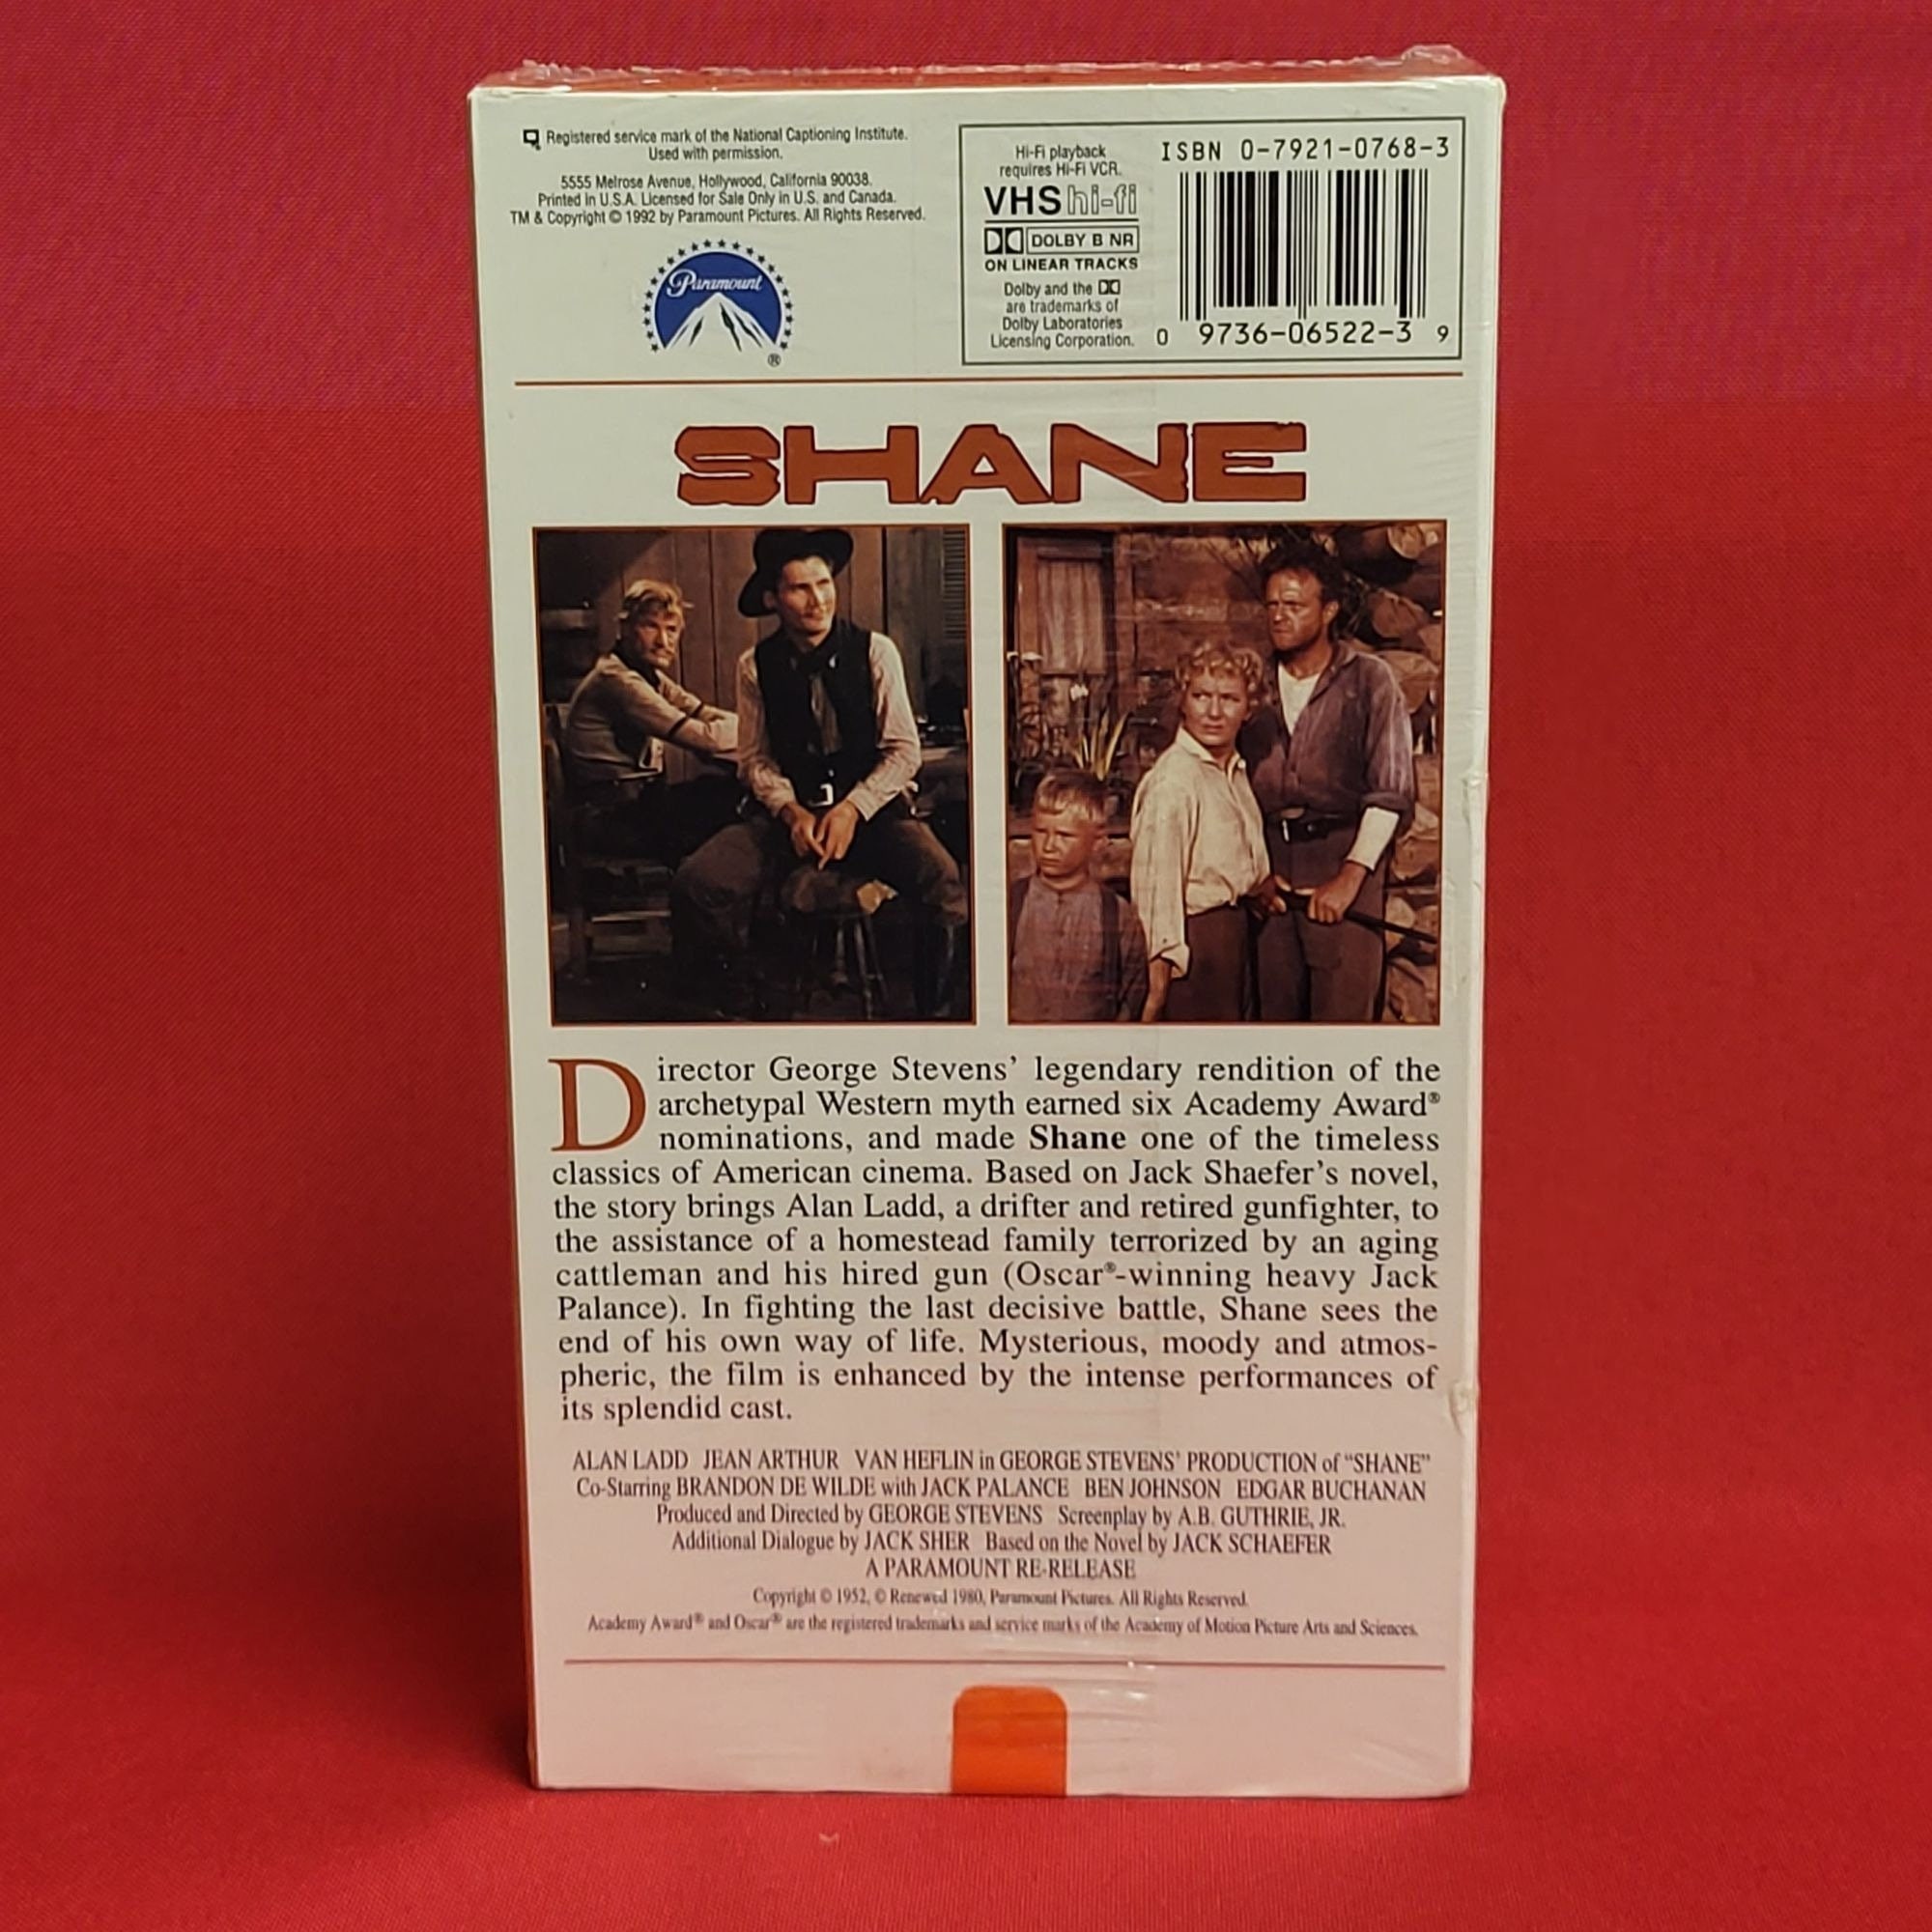 Registered service mark of the National Captioning Institute.
Used with permission.
5555 Melrose Avenue, Hollywood, California 90038.
Printed in U.S.A. Licensed for Sale Only in U.S. and Canada.
TM & Copyright © 1992 by Paramount Pictures. All Rights Reserved.
Paramount
®
Hi-Fi playback
requires Hi-Fi VCR.
VHS hi-fi
DOLBY B NR
ON LINEAR TRACKS
Dolby and the
are trademarks of
Dolby Laboratories
Licensing Corporation.
ISBN 0-7921-0768-3
0 9736-06522-3 9
SHANE
Director George Stevens' legendary rendition of the
archetypal Western myth earned six Academy Award®
nominations, and made Shane one of the timeless
classics of American cinema. Based on Jack Shaefer's novel,
the story brings Alan Ladd, a drifter and retired gunfighter, to
the assistance of a homestead family terrorized by an aging
cattleman and his hired gun (Oscar®-winning heavy Jack
Palance). In fighting the last decisive battle, Shane sees the
end of his own way of life. Mysterious, moody and atmos-
pheric, the film is enhanced by the intense performances of
its splendid cast.
ALAN LADD JEAN ARTHUR VAN HEFLIN in GEORGE STEVENS' PRODUCTION of "SHANE"
Co-Starring BRANDON DE WILDE with JACK PALANCE BEN JOHNSON EDGAR BUCHANAN
Produced and Directed by GEORGE STEVENS Screenplay by A.B. GUTHRIE, JR.
Additional Dialogue by JACK SHER Based on the Novel by JACK SCHAEFER
A PARAMOUNT RE-RELEASE
Copyright © 1952, © Renewed 1980, Paramount Pictures. All Rights Reserved.
Academy Award® and Oscar® are the registered trademarks and service marks of the Academy of Motion Picture Arts and Sciences.